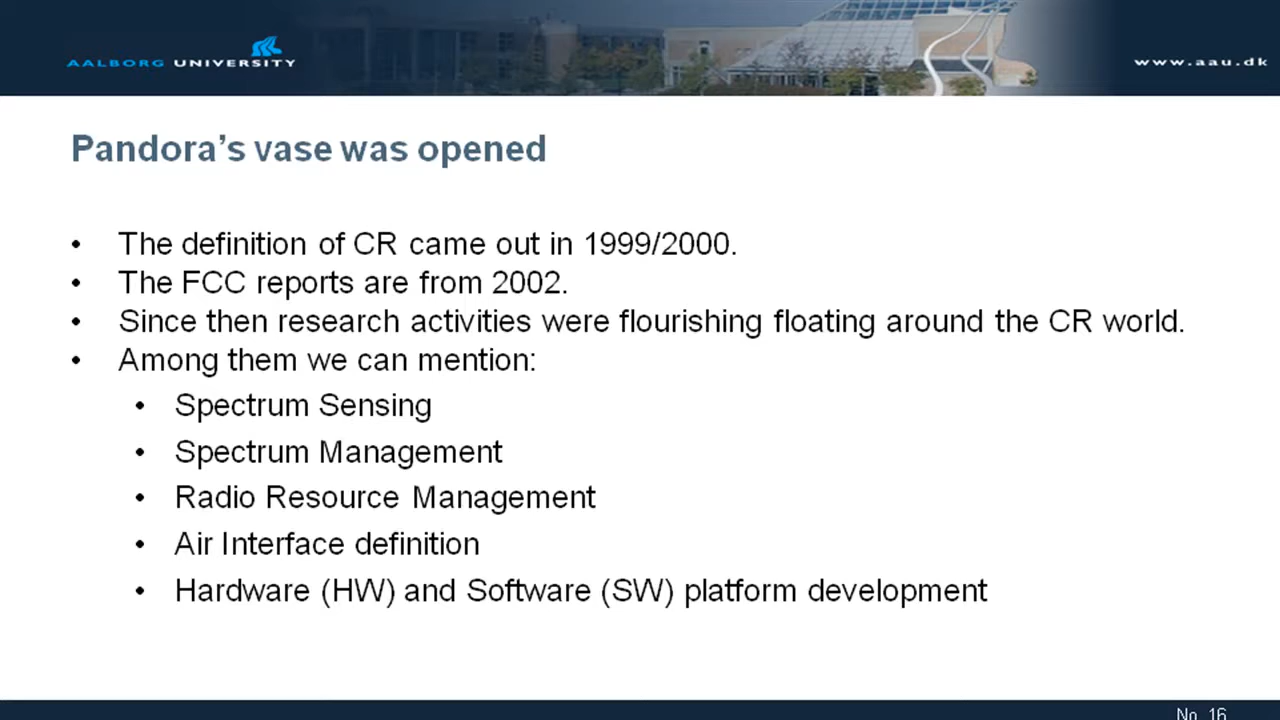 AALBORG UNIVERSITY
www.aau.dk
Pandora's vase was opened
• The definition of CR came out in 1999/2000.
• The FCC reports are from 2002.
• Since then research activities were flourishing floating around the CR world.
• Among them we can mention:
• Spectrum Sensing
• Spectrum Management
• Radio Resource Management
• Air Interface definition
• Hardware (HW) and Software (SW) platform development
No. 16